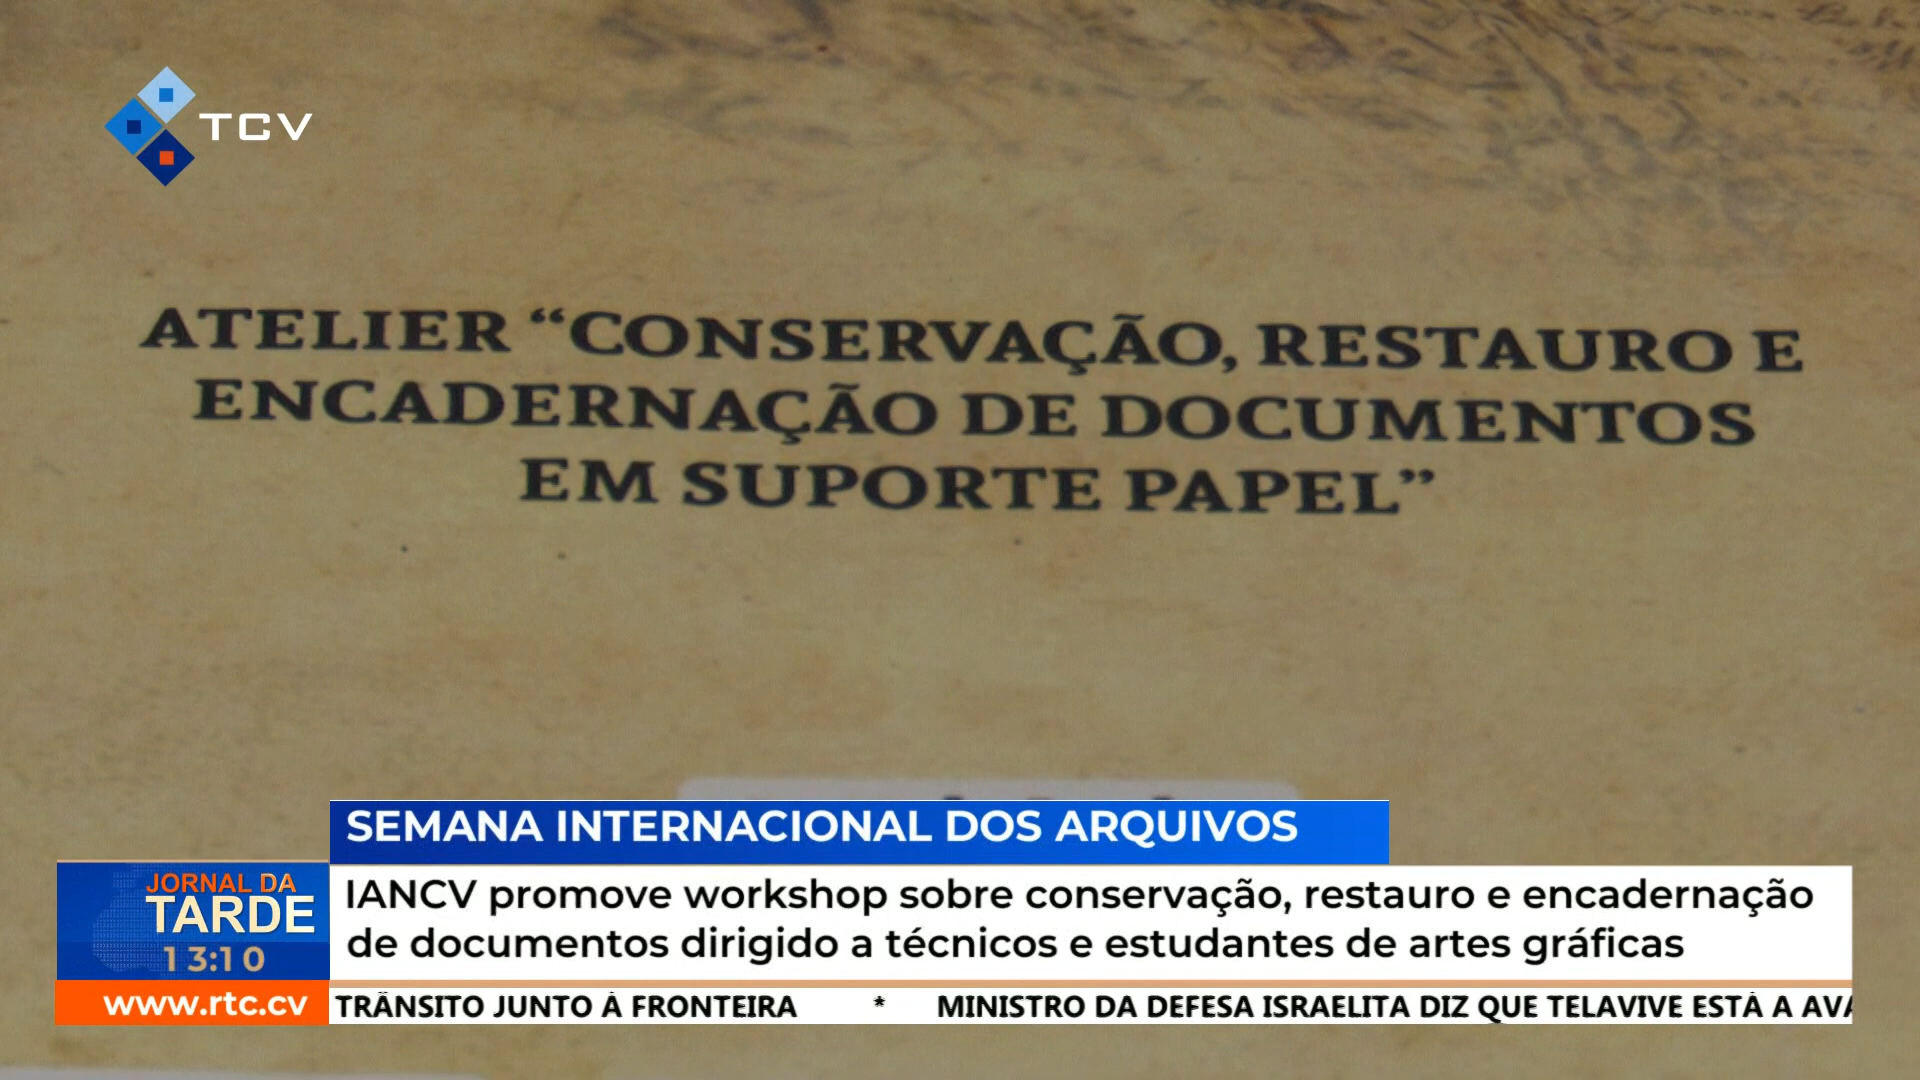 TCV
ATELIER “CONSERVAÇÃO, RESTAURO E
ENCADERNAÇÃO DE DOCUMENTOS
EM SUPORTE PAPEL”
SEMANA INTERNACIONAL DOS ARQUIVOS
JORNAL DA
TARDE
13:10
IANCV promove workshop sobre conservação, restauro e encadernação
de documentos dirigido a técnicos e estudantes de artes gráficas
www.rtc.cv
TRÂNSITO JUNTO À FRONTEIRA * MINISTRO DA DEFESA ISRAELITA DIZ QUE TELAVIVE ESTÁ A